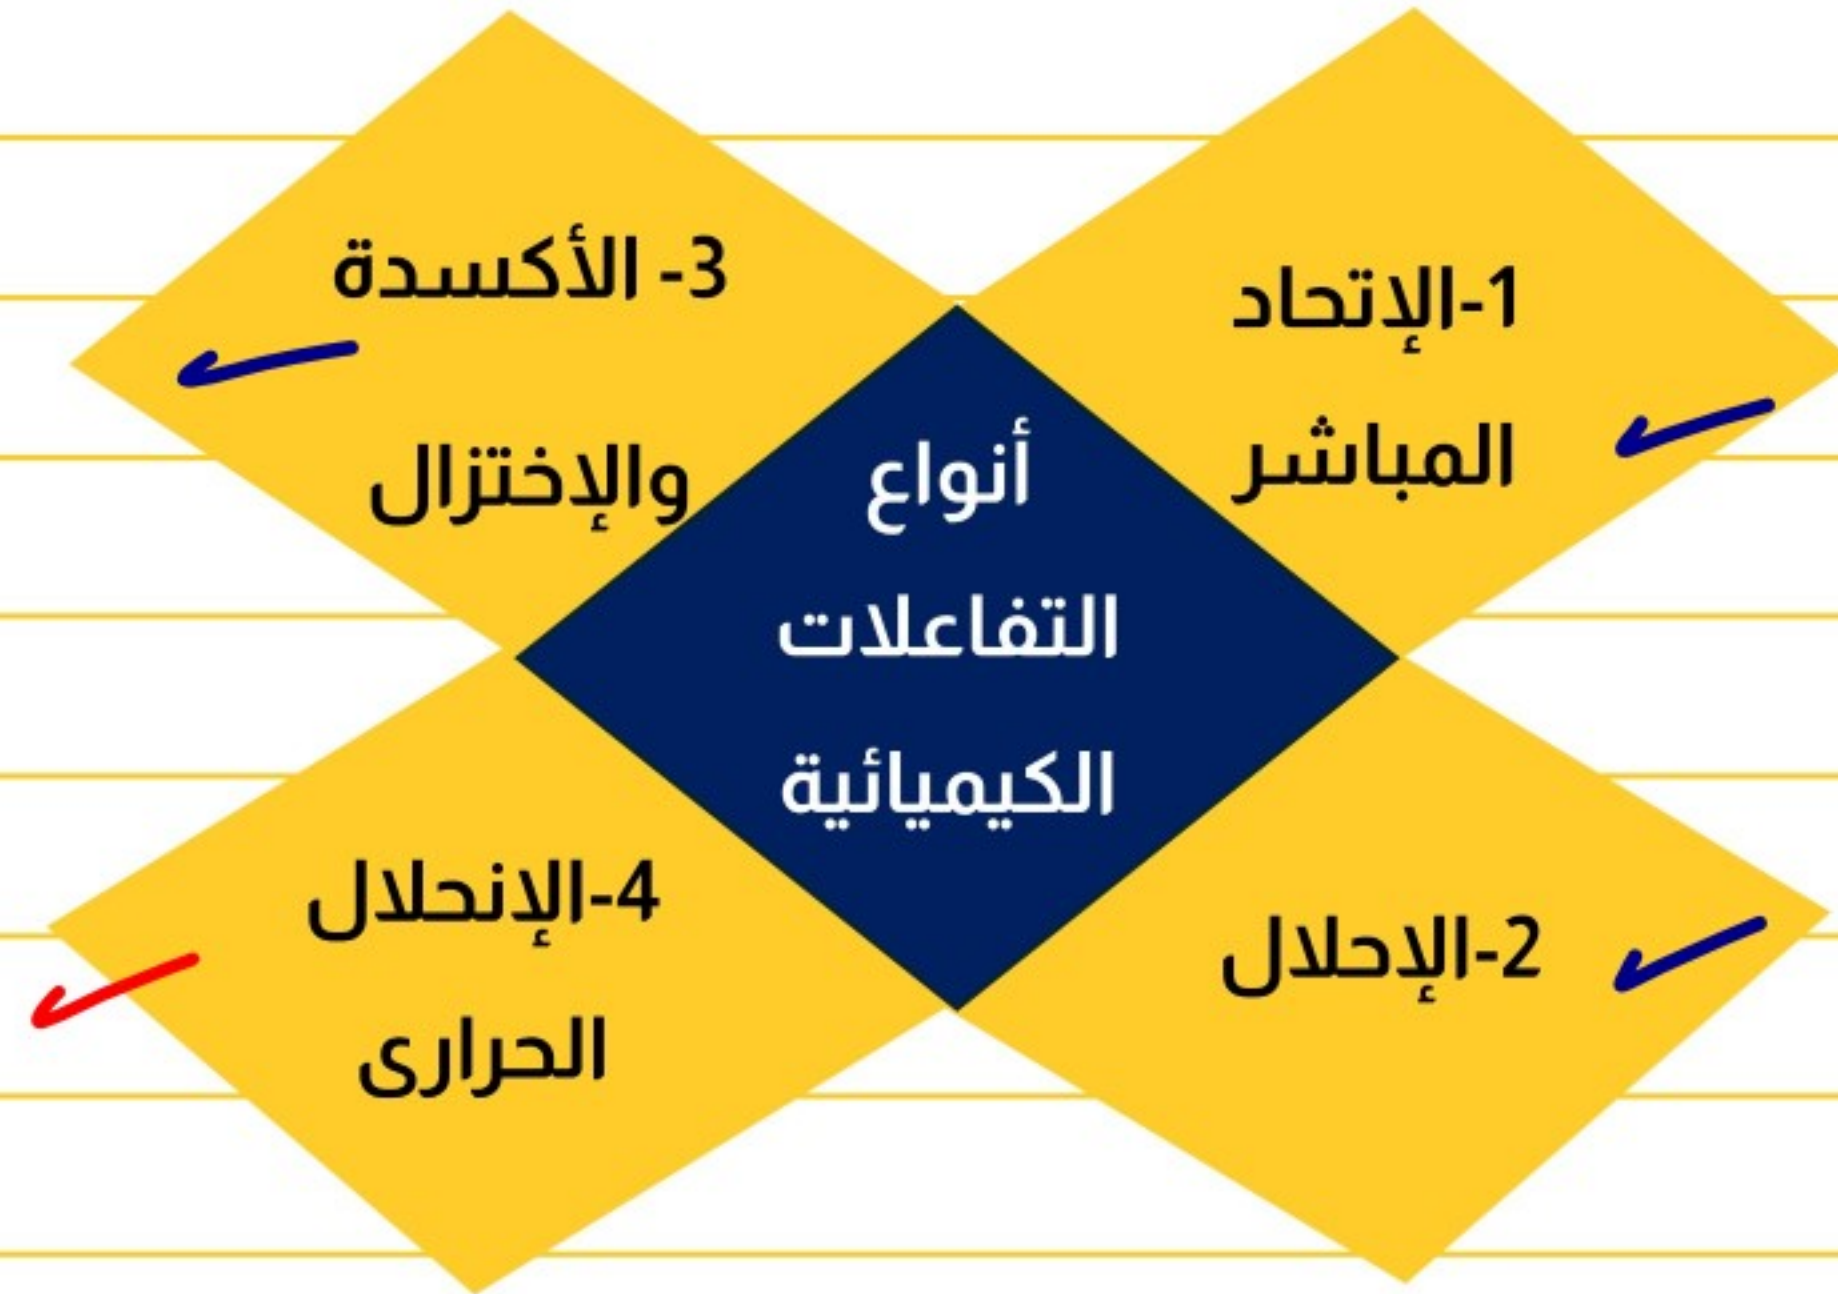 أنواع
التفاعلات
الكيميائية
1-الإتحاد
المباشر
2-الإحلال
3- الأكسدة
والإختزال
4-الإنحلال
الحرارى